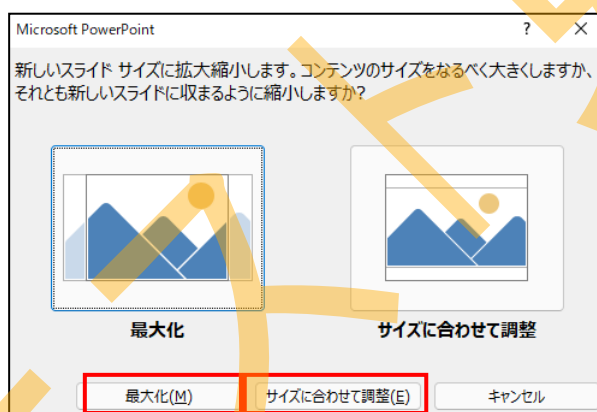 Microsoft PowerPoint ? ×
新しいスライド サイズに拡大縮小します。コンテンツのサイズをなるべく大きくしますか、
それとも新しいスライドに収まるように縮小しますか?
最大化 サイズに合わせて調整
最大化(M) サイズに合わせて調整(E) キャンセル